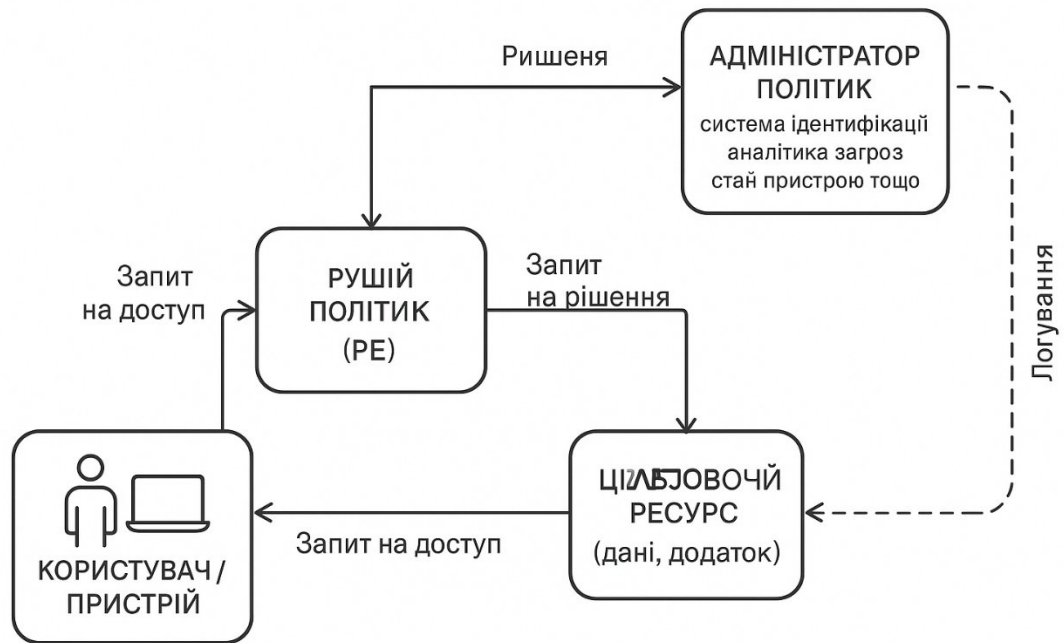 Ришеня
АДМІНІСТРАТОР
ПОЛІТИК
система ідентифікації
аналітика загроз
стан пристрою тощо
Запит
на доступ
РУШІЙ
ПОЛІТИК
(PE)
Запит
на рішення
Логування
РЕСУРС
(дані, додаток)
Запит на доступ
КОРИСТУВАЧ /
ПРИСТРІЙ